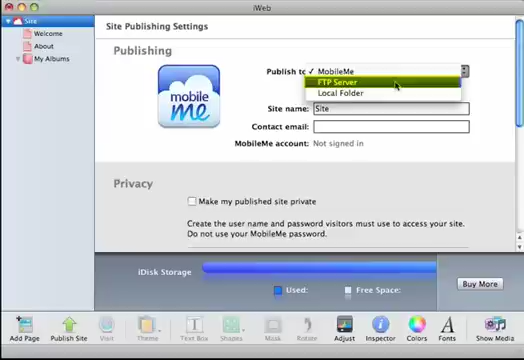 iWeb
Site
Welcome
About
My Albums
Site Publishing Settings
Publishing
mobile
me
Publish to
✓ MobileMe
FTP Server
Local Folder
Site name: Site
Contact email:
MobileMe account: Not signed in
Privacy
Make my published site private
Create the user name and password visitors must use to access your site.
Do not use your MobileMe password.
iDisk Storage
Used:
Free Space:
Buy More
Add Page
Publish Site
Visit
Theme
Text Box
Shapes
Mask
Rotate
Adjust
Inspector
Colors
Fonts
Show Media